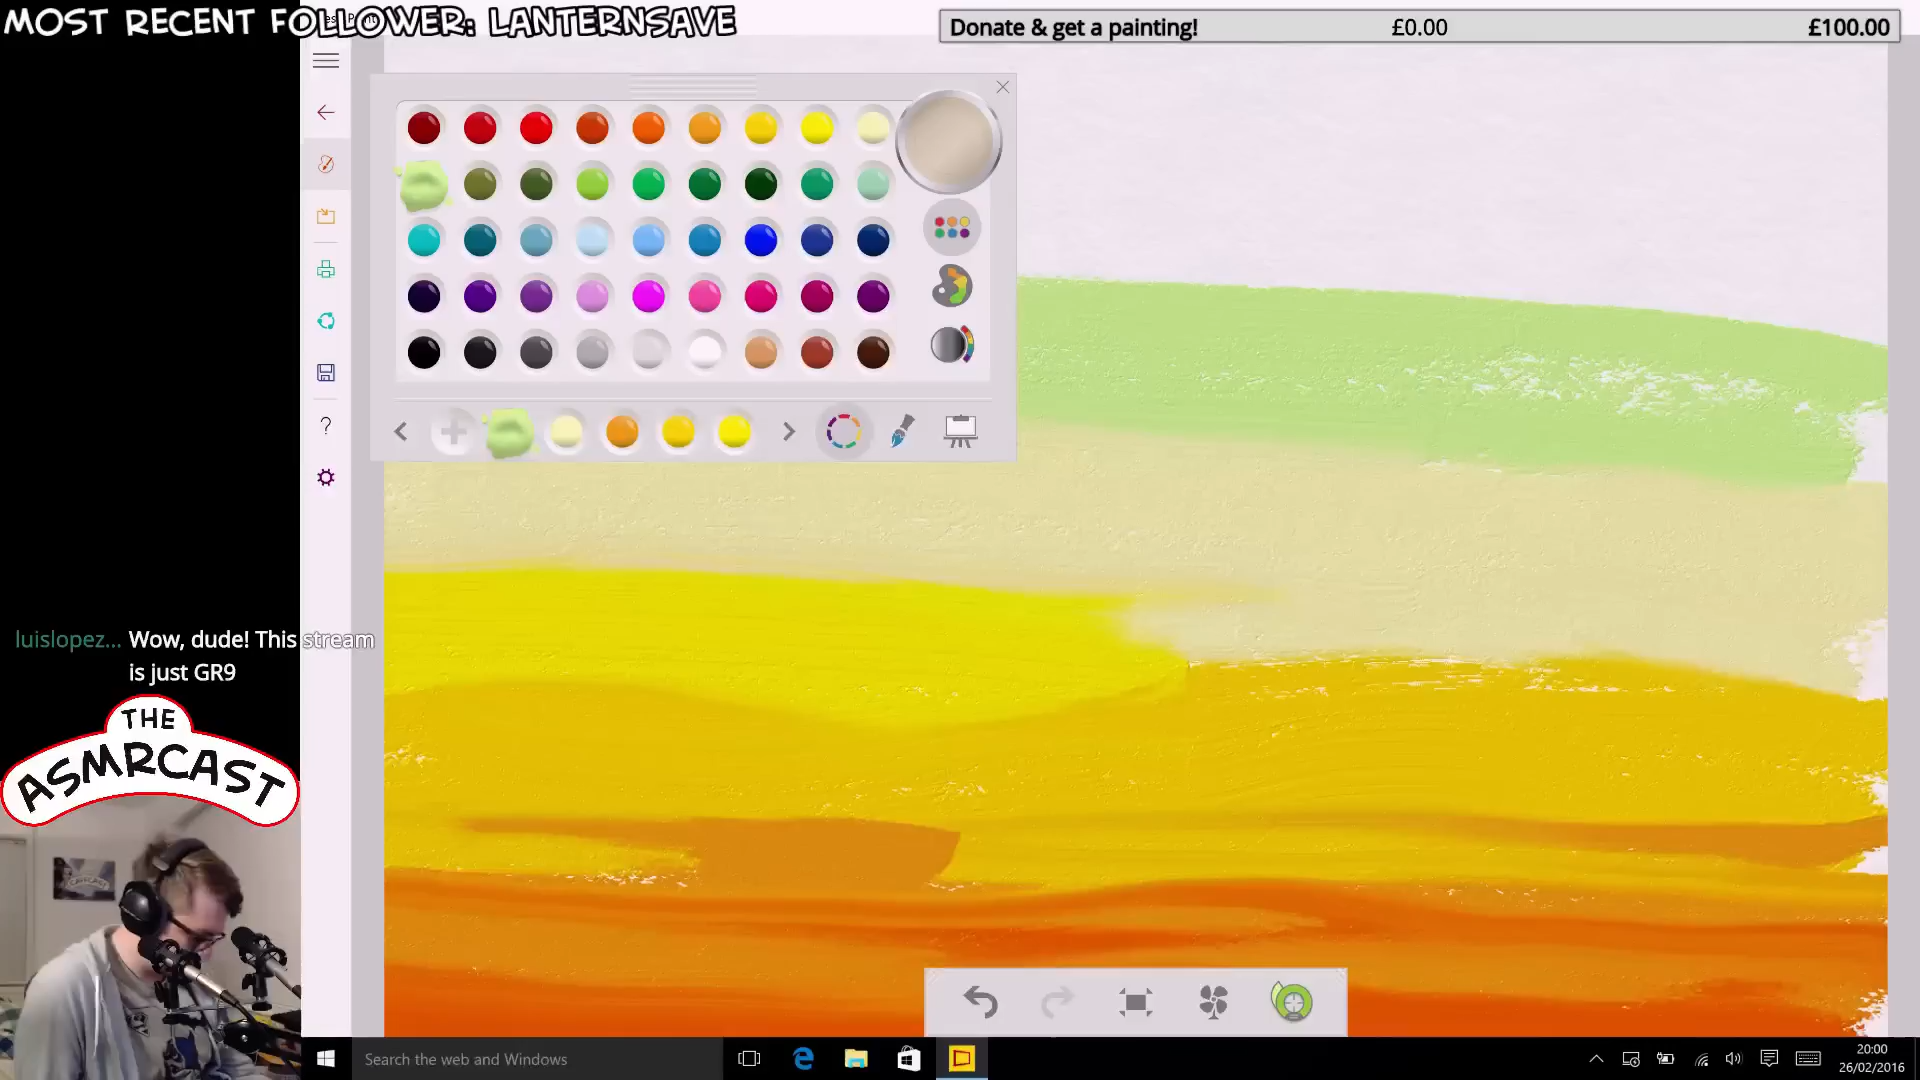 MOST RECENT FOLLOWER: LANTERNSAVE
Donate & get a painting! £0.00 £100.00
luislopez... Wow, dude! This stream
is just GR9
THE
ASMRCAST
Search the web and Windows
20:00
26/02/2016